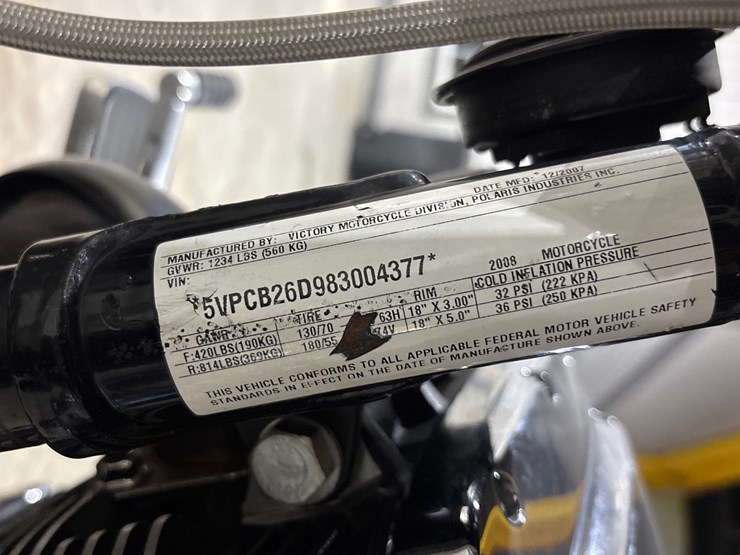 DATE MFD: 12/2007
MANUFACTURED BY: VICTORY MOTORCYCLE DIVISION, POLARIS INDUSTRIES INC.
GVWR: 1234 LBS (560 KG)
VIN: 2008 MOTORCYCLE
*5VPCB26D983004377*
GAWR TIRE RIM COLD INFLATION PRESSURE
F:420LBS(190KG) 130/70 63H 18" X 3.00" 32 PSI (222 KPA)
R:814LBS(369KG) 180/55 74V 18" X 5.0" 36 PSI (250 KPA)
THIS VEHICLE CONFORMS TO ALL APPLICABLE FEDERAL MOTOR VEHICLE SAFETY
STANDARDS IN EFFECT ON THE DATE OF MANUFACTURE SHOWN ABOVE.